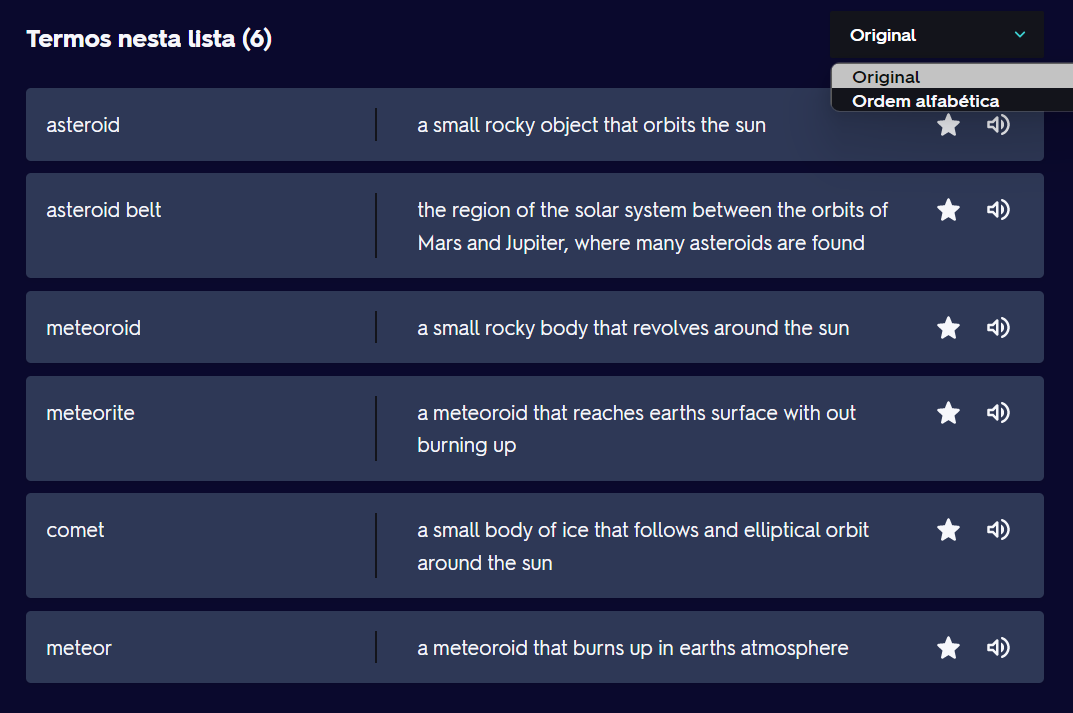 Termos nesta lista (6)
Original
Original
Ordem alfabética
asteroid
a small rocky object that orbits the sun
asteroid belt
the region of the solar system between the orbits of
Mars and Jupiter, where many asteroids are found
meteoroid
a small rocky body that revolves around the sun
meteorite
a meteoroid that reaches earths surface with out
burning up
comet
a small body of ice that follows and elliptical orbit
around the sun
meteor
a meteoroid that burns up in earths atmosphere